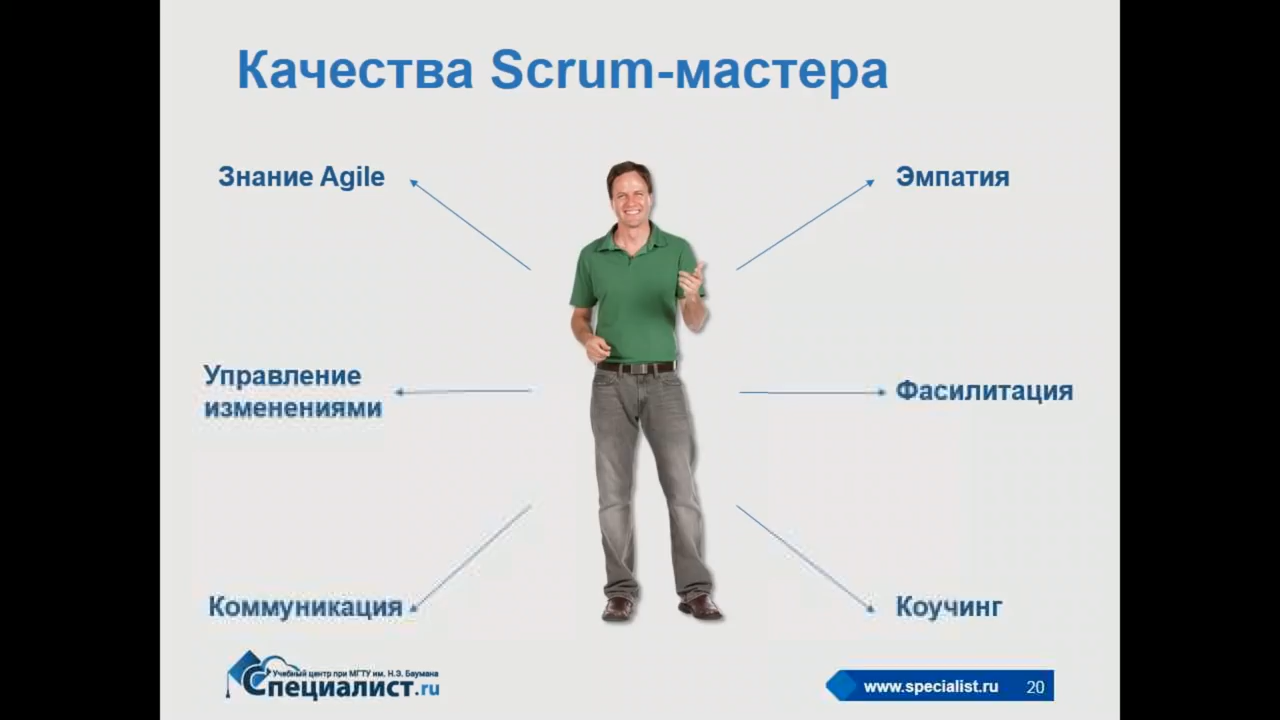 Качества Scrum-мастера
Знание Agile
Эмпатия
Управление
изменениями
Фасилитация
Коммуникация
Коучинг
Учебный центр при МГТУ им. Н.Э. Баумана
Специалист.ru
www.specialist.ru 20